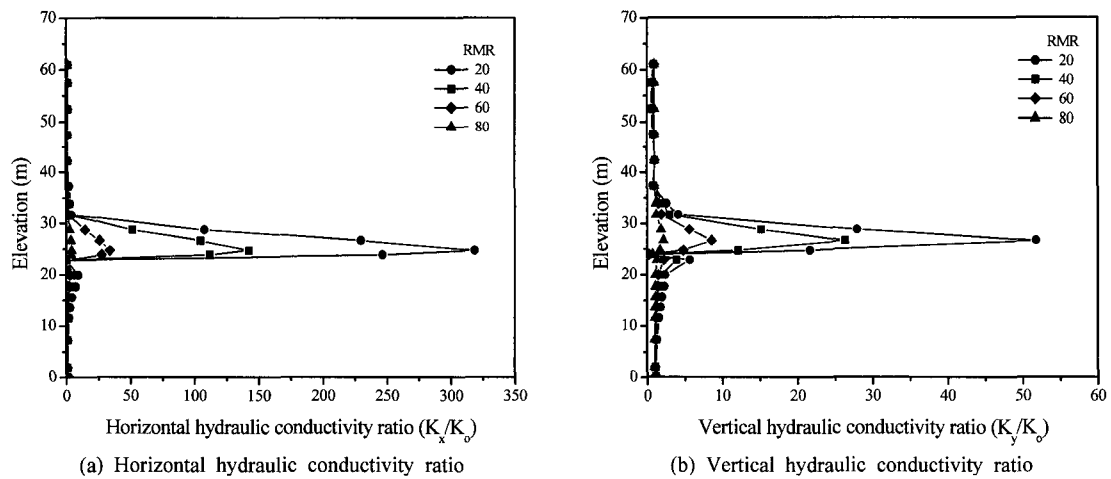 70
60
50
40
30
20
10
0
Elevation (m)
RMR
20
40
60
80
0 50 100 150 200 250 300 350
Horizontal hydraulic conductivity ratio (Kx/Ko)
(a) Horizontal hydraulic conductivity ratio
70
60
50
40
30
20
10
0
Elevation (m)
RMR
20
40
60
80
0 10 20 30 40 50 60
Vertical hydraulic conductivity ratio (Ky/Ko)
(b) Vertical hydraulic conductivity ratio